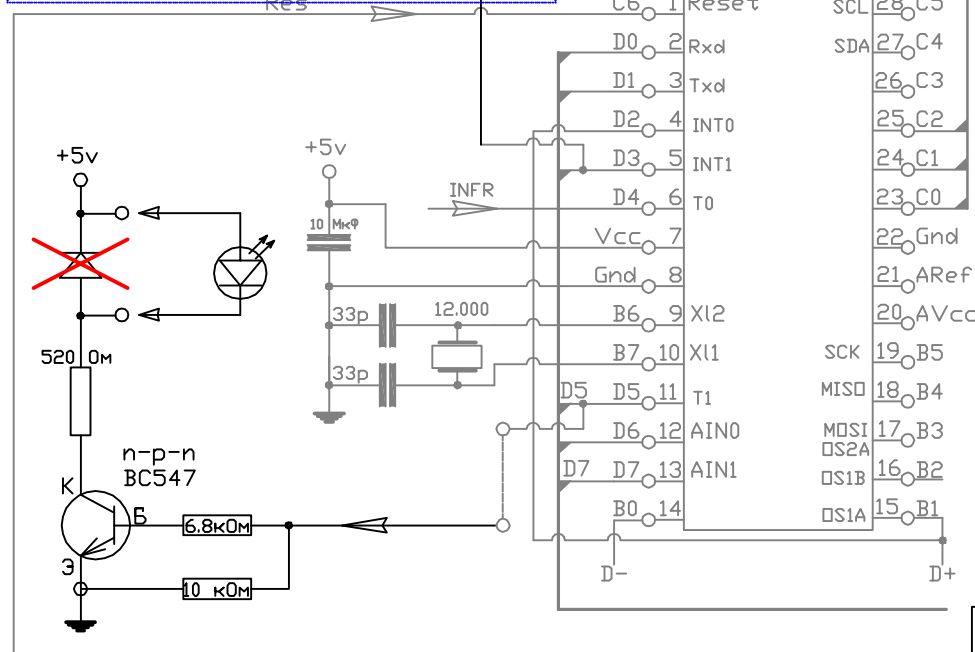 Res
C6 1 Reset
SCL 28 C5
D0 2 Rxd
SDA 27 C4
D1 3 Txd
26 C3
D2 4 INT0
25 C2
+5v
+5v
D3 5 INT1
24 C1
INFR
D4 6 T0
23 C0
10 Мкф
Vcc 7
22 Gnd
Gnd 8
21 ARef
33p
12.000
B6 9 Xl2
20 AVcc
520 Ом
33p
B7 10 Xl1
SCK 19 B5
D5
D5 11 T1
MISO 18 B4
D6 12 AIN0
MOSI 17 B3
OS2A
n-p-n
BC547
D7
D7 13 AIN1
OS1B 16 B2
К
Б
6.8кОм
B0 14
OS1A 15 B1
Э
10 кОм
D-
D+